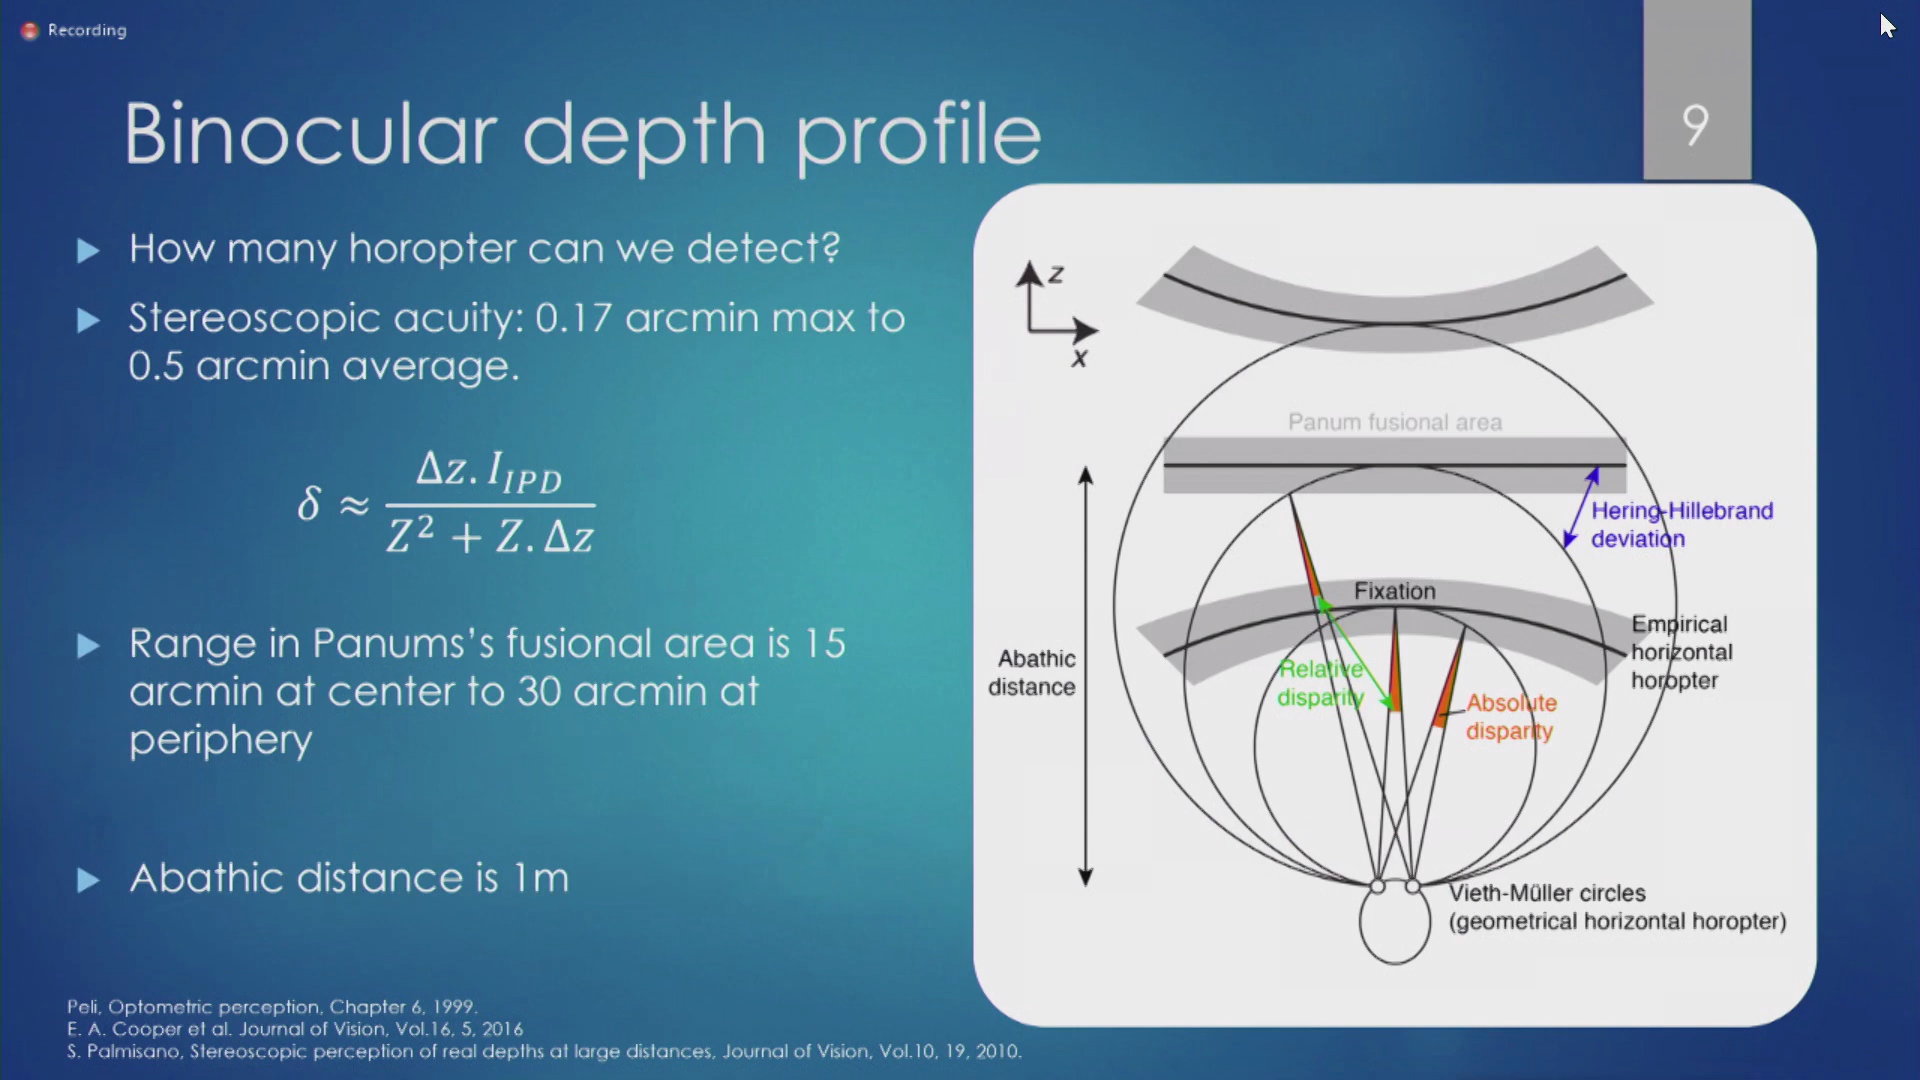 Recording
Binocular depth profile
9
How many horopter can we detect?
Stereoscopic acuity: 0.17 arcmin max to
0.5 arcmin average.
δ ≈ Δz. I_IPD / Z² + Z. Δz
Range in Panums’s fusional area is 15
arcmin at center to 30 arcmin at
periphery
Abathic distance is 1m
Peli, Optometric perception, Chapter 6, 1999.
E. A. Cooper et al. Journal of Vision, Vol.16, 5, 2016
S. Palmisano, Stereoscopic perception of real depths at large distances, Journal of Vision, Vol.10, 19, 2010.
z
x
Panum fusional area
Hering-Hillebrand
deviation
Fixation
Empirical
horizontal
horopter
Abathic
distance
Relative
disparity
Absolute
disparity
Vieth-Müller circles
(geometrical horizontal horopter)